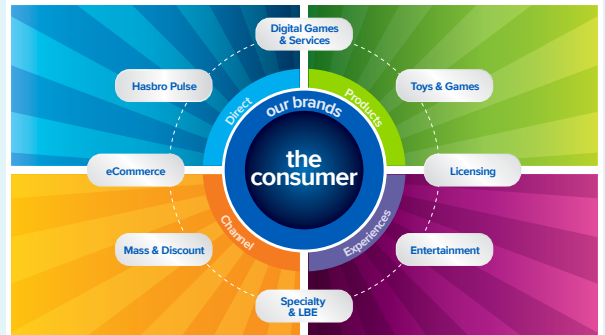 Digital Games
& Services
Hasbro Pulse
Toys & Games
Direct
our brands
Products
the
consumer
eCommerce
Licensing
Channel
Experiences
Mass & Discount
Entertainment
Specialty
& LBE